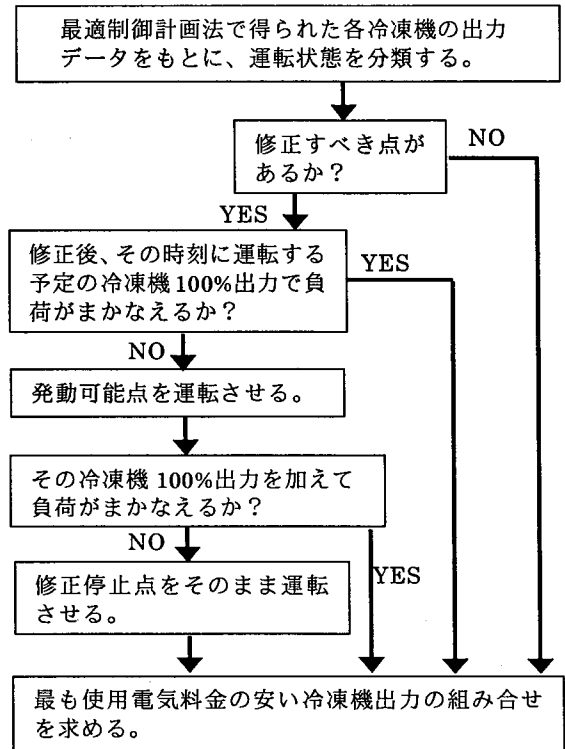 最適制御計画法で得られた各冷凍機の出力
データをもとに、運転状態を分類する。
修正すべき点が
あるか？
NO
YES
修正後、その時刻に運転する
予定の冷凍機100%出力で負
荷がまかなえるか？
YES
NO
発動可能点を運転させる。
その冷凍機 100%出力を加えて
負荷がまかなえるか？
NO
YES
修正停止点をそのまま運転
させる。
最も使用電気料金の安い冷凍機出力の組み合せ
を求める。